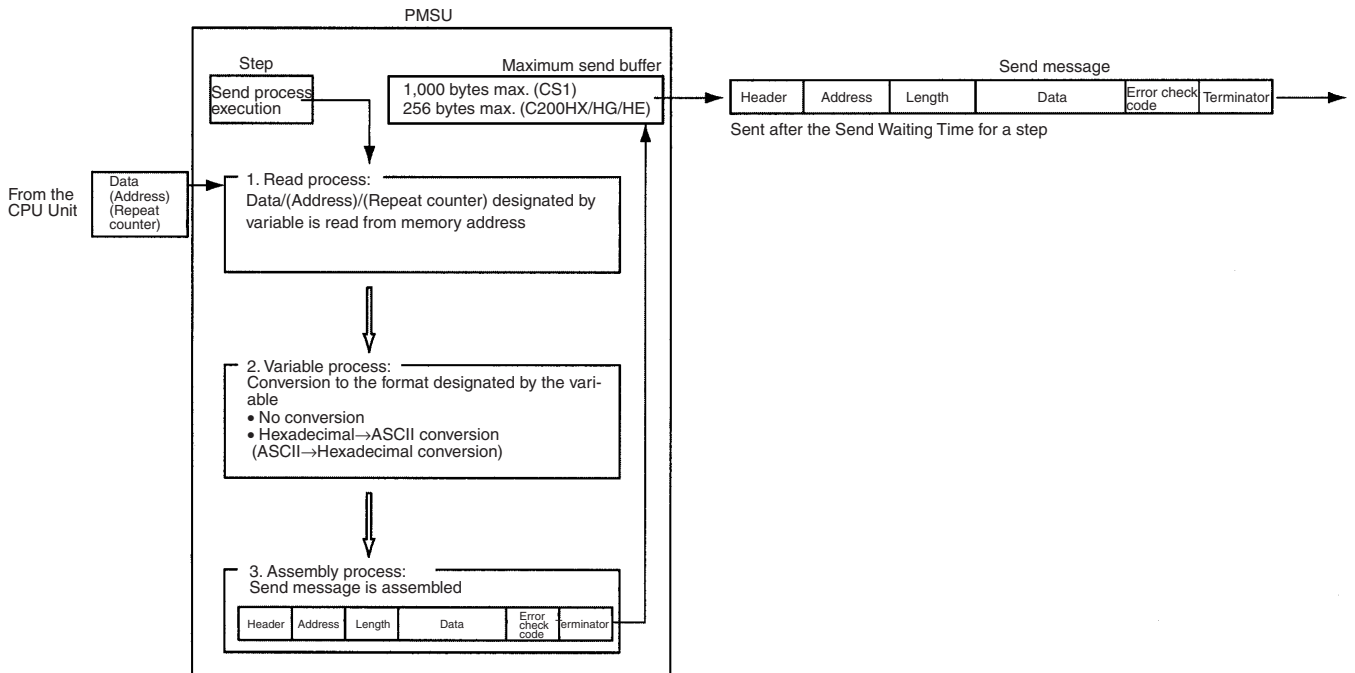 PMSU
Step
Send process
execution
Maximum send buffer
1,000 bytes max. (CS1)
256 bytes max. (C200HX/HG/HE)
Send message
Header Address Length Data Error check code Terminator
Sent after the Send Waiting Time for a step
From the
CPU Unit
Data
(Address)
(Repeat
counter)
1. Read process:
Data/(Address)/(Repeat counter) designated by
variable is read from memory address
2. Variable process:
Conversion to the format designated by the vari-
able
• No conversion
• Hexadecimal→ASCII conversion
(ASCII→Hexadecimal conversion)
3. Assembly process:
Send message is assembled
Header Address Length Data Error check code Terminator